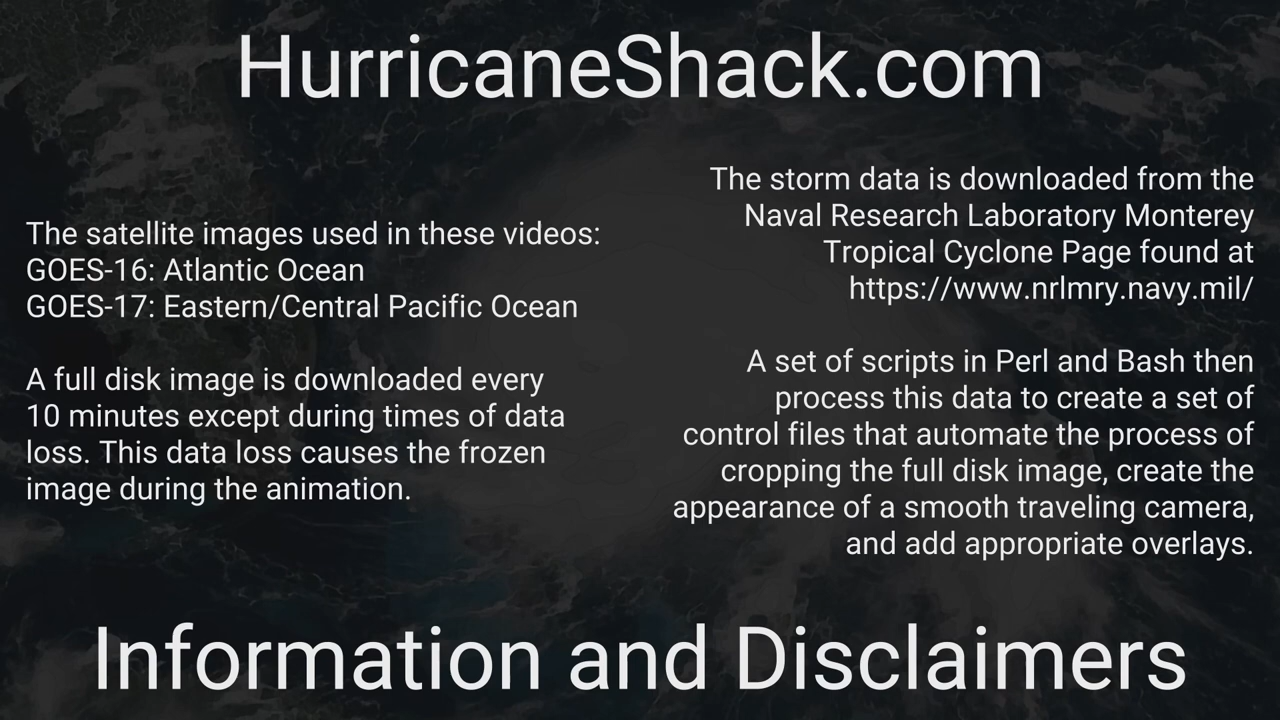 HurricaneShack.com
The satellite images used in these videos:
GOES-16: Atlantic Ocean
GOES-17: Eastern/Central Pacific Ocean
A full disk image is downloaded every
10 minutes except during times of data
loss. This data loss causes the frozen
image during the animation.
The storm data is downloaded from the
Naval Research Laboratory Monterey
Tropical Cyclone Page found at
https://www.nrlmry.navy.mil/
A set of scripts in Perl and Bash then
process this data to create a set of
control files that automate the process of
cropping the full disk image, create the
appearance of a smooth traveling camera,
and add appropriate overlays.
Information and Disclaimers